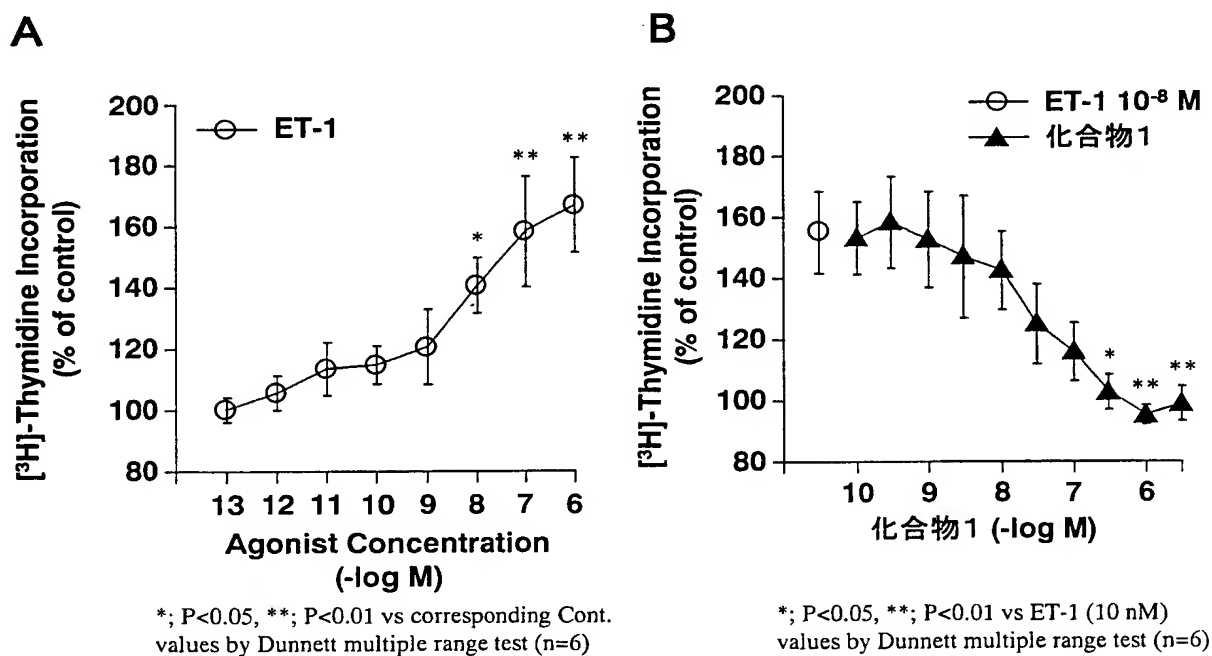 A
[³H]-Thymidine Incorporation
(% of control)
200
180
160
140
120
100
80
ET-1
*
**
**
13 12 11 10 9 8 7 6
Agonist Concentration
(-log M)
*; P<0.05, **; P<0.01 vs corresponding Cont.
values by Dunnett multiple range test (n=6)
B
[³H]-Thymidine Incorporation
(% of control)
200
180
160
140
120
100
80
ET-1 10⁻⁸ M
化合物1
*
**
**
10 9 8 7 6
化合物1 (-log M)
*; P<0.05, **; P<0.01 vs ET-1 (10 nM)
values by Dunnett multiple range test (n=6)